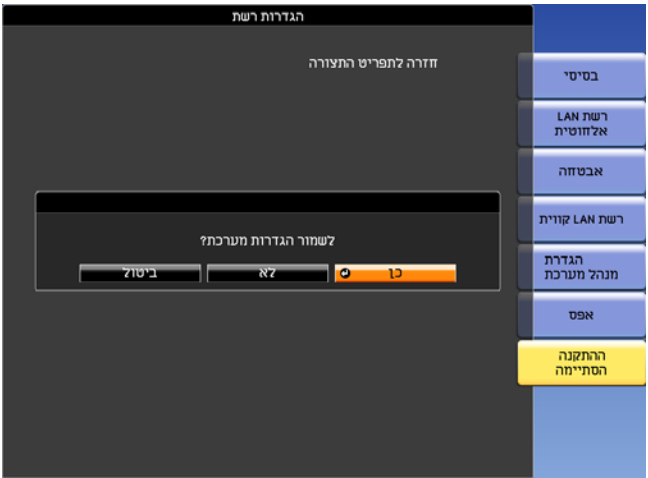 הגדרות רשת
חזרה לתפריט התצורה
בסיסי
רשת LAN
אלחוטית
אבטחה
רשת LAN קווית
הגדרת
מנהל מערכת
אפס
ההתקנה
הסתיימה
לשמור הגדרות מערכת?
כן
לא
ביטול